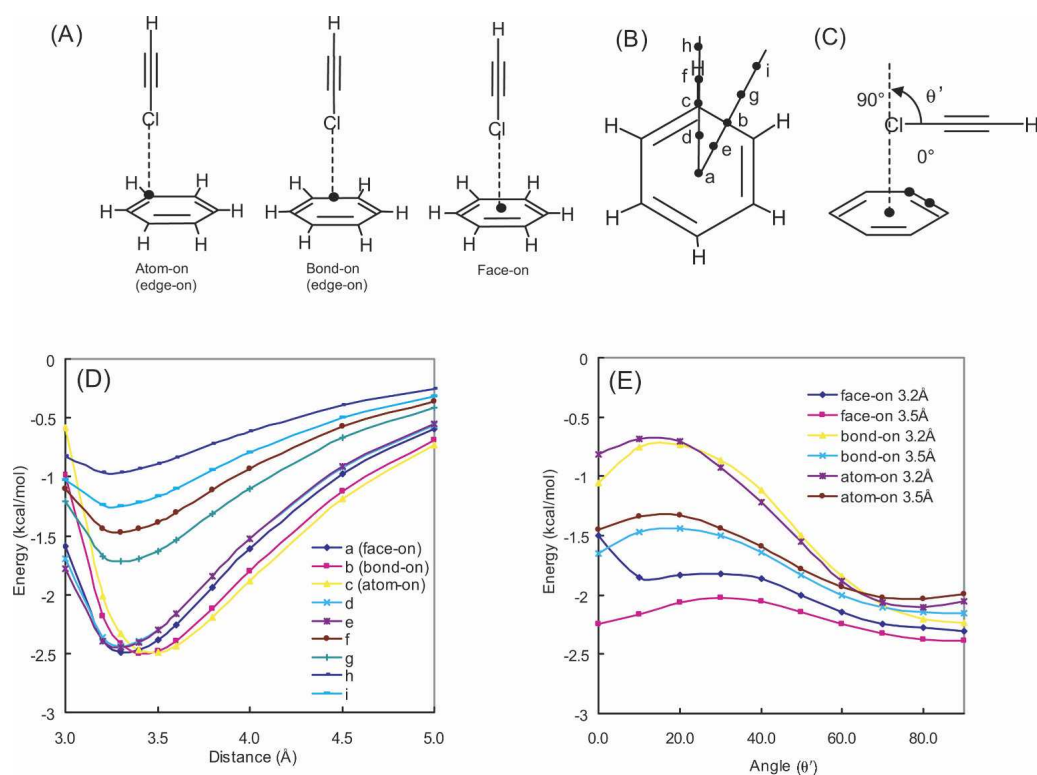 (A)
H
Cl
H H
H H
H H
Atom-on
(edge-on)
H
Cl
H H
H H
H H
Bond-on
(edge-on)
H
Cl
H H
H H
H H
Face-on
(B)
h
H
f
i
c
g
b
d
e
a
H
H
H
H
H
(C)
90°
θ'
Cl
H
0°
(D)
0
-0.5
-1
-1.5
-2
-2.5
-3
3.0 3.5 4.0 4.5 5.0
Energy (kcal/mol)
Distance (Å)
a (face-on)
b (bond-on)
c (atom-on)
d
e
f
g
h
i
(E)
0
-0.5
-1
-1.5
-2
-2.5
-3
0.0 20.0 40.0 60.0 80.0
Energy (kcal/mol)
Angle (θ')
face-on 3.2Å
face-on 3.5Å
bond-on 3.2Å
bond-on 3.5Å
atom-on 3.2Å
atom-on 3.5Å